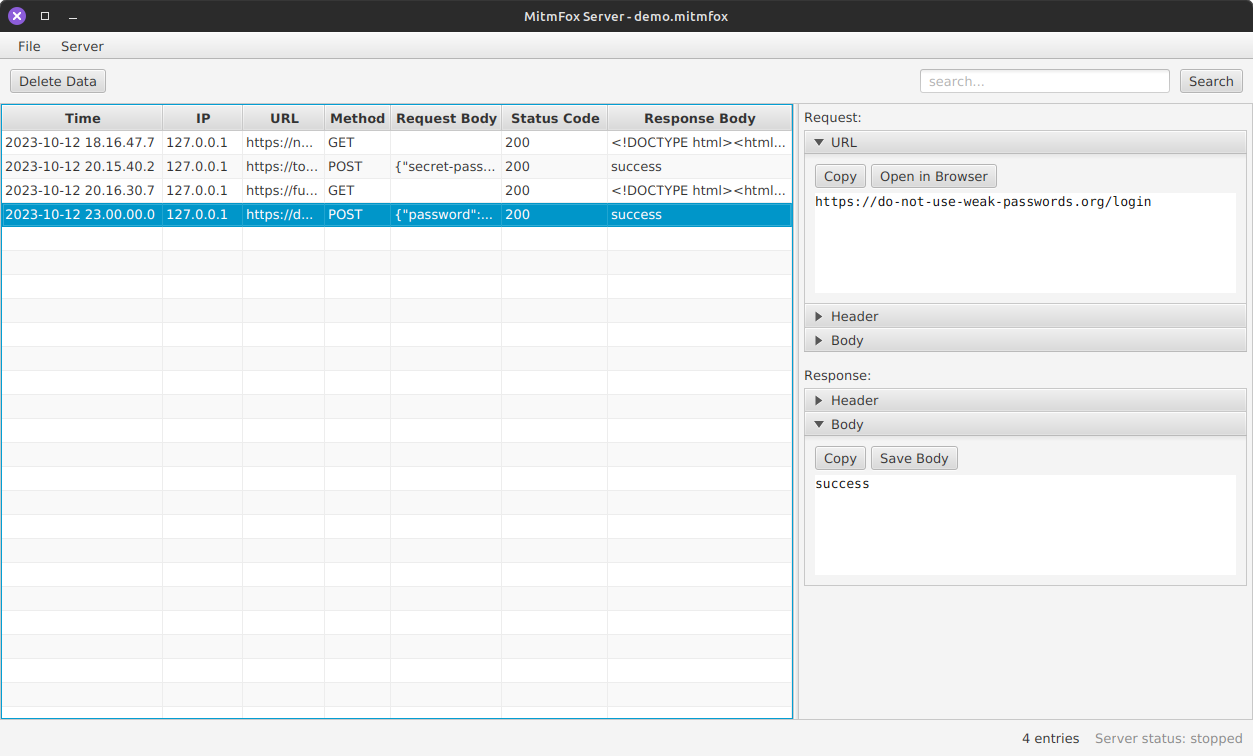 MitmFox Server - demo.mitmfox
File Server
Delete Data search... Search
Time IP URL Method Request Body Status Code Response Body
2023-10-12 18.16.47.7 127.0.0.1 https://n... GET 200 <!DOCTYPE html><html...
2023-10-12 20.15.40.2 127.0.0.1 https://to... POST {"secret-pass... 200 success
2023-10-12 20.16.30.7 127.0.0.1 https://fu... GET 200 <!DOCTYPE html><html...
2023-10-12 23.00.00.0 127.0.0.1 https://d... POST {"password":... 200 success
Request:
URL
Copy Open in Browser
https://do-not-use-weak-passwords.org/login
Header
Body
Response:
Header
Body
Copy Save Body
success
4 entries Server status: stopped